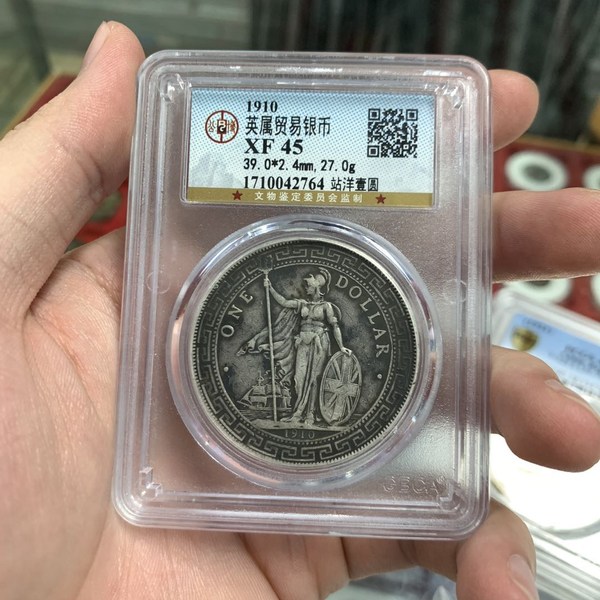 1910
英属贸易银币
XF 45
39.0*2.4mm,27.0g
1710042764 站洋壹圆
★ 文物鉴定委员会监制 ★
· ONE DOLLAR ·
1910